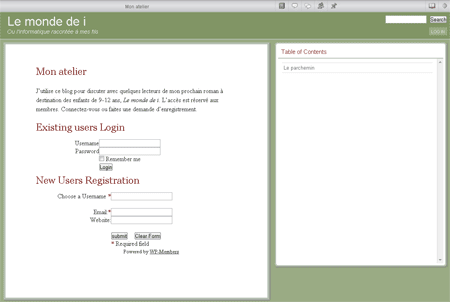 Mon atelier
Le monde de i
Ou l'informatique racontée à mes fils
Search
Log in
Mon atelier
J'utilise ce blog pour discuter avec quelques lecteurs de mon prochain roman à
destination des enfants de 9-12 ans, Le monde de i. L'accès est réservé aux
membres. Connectez-vous ou faites une demande d'enregistrement.
Existing users Login
Username
Password
Remember me
Login
New Users Registration
Choose a Username *
Email *
Website
submit Clear Form
* Required field
Powered by WP-Members
Table of Contents
Le parchemin